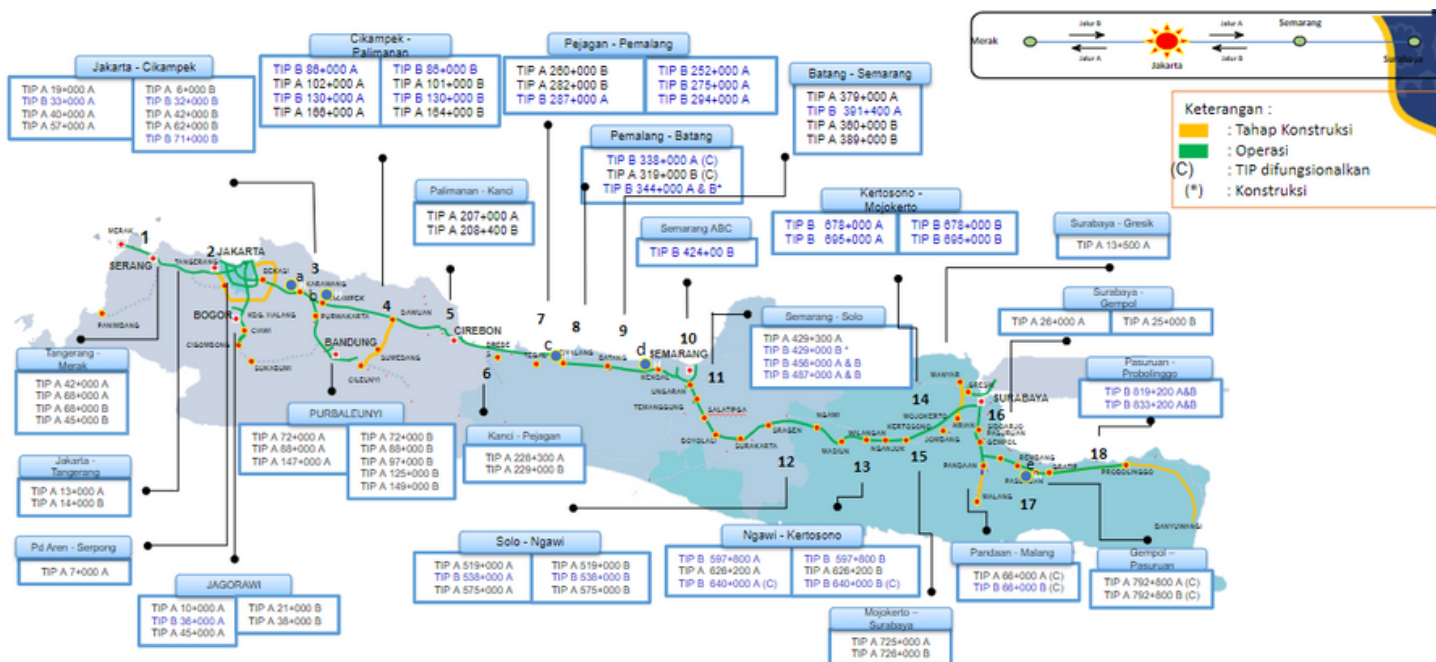 Jalur B
Jalur A
Semarang
Merak
Jalur A
Jakarta
Jalur B
Surabaya
Keterangan :
: Tahap Konstruksi
: Operasi
(C) : TIP difungsionalkan
(*) : Konstruksi
Jakarta - Cikampek
TIP A 19+000 A
TIP B 33+000 A
TIP A 40+000 A
TIP A 57+000 A
TIP A 6+000 B
TIP B 32+000 B
TIP A 42+000 B
TIP A 62+000 B
TIP B 71+000 B
Cikampek -
Palimanan
TIP B 86+000 A
TIP A 102+000 A
TIP B 130+000 A
TIP A 166+000 A
TIP B 86+000 B
TIP A 101+000 B
TIP B 130+000 B
TIP A 164+000 B
Pejagan - Pemalang
TIP A 260+000 B
TIP A 282+000 B
TIP B 287+000 A
TIP B 252+000 A
TIP B 275+000 A
TIP B 294+000 A
Batang - Semarang
TIP A 379+000 A
TIP B 391+400 A
TIP A 360+000 B
TIP A 389+000 B
Pemalang - Batang
TIP B 338+000 A (C)
TIP A 319+000 B (C)
TIP B 344+000 A & B*
Palimanan - Kanci
TIP A 207+000 A
TIP A 208+400 B
Semarang ABC
TIP B 424+00 B
Kertosono -
Mojokerto
TIP B 678+000 A
TIP B 695+000 A
TIP B 678+000 B
TIP B 695+000 B
Surabaya - Gresik
TIP A 13+500 A
Surabaya -
Gempol
TIP A 26+000 A
TIP A 25+000 B
Pasuruan -
Probolinggo
TIP B 819+200 A&B
TIP B 833+200 A&B
Semarang - Solo
TIP A 429+300 A
TIP B 429+000 B *
TIP B 456+000 A & B
TIP B 487+000 A & B
MERAK
1
SERANG
TANGERANG
2
JAKARTA
BEKASI
3
a
KARAWANG
b
PANIMBANG
BOGOR
CIAWI
CIGOMBONG
SUKABUMI
PURWAKARTA
BANDUNG
CILEUNYI
SUMEDANG
4
DAWUAN
5
CIREBON
6
7
c
8
BATANG
9
d
KENDAL
SEMARANG
10
UNGARAN
11
TEMANGGUNG
SALATIGA
BOYOLALI
SURAKARTA
SRAGEN
12
NGAWI
MADIUN
WILANGAN
13
NGANJUK
KERTOSONO
14
MOJOKERTO
15
JOMBANG
MANYAR
GRESIK
SURABAYA
16
SIDOARJO
PASURUAN
GEMPOL
PANDAAN
MALANG
REMBANG
e
GRATI
17
18
PROBOLINGGO
Tangerang -
Merak
TIP A 42+000 A
TIP A 68+000 A
TIP A 68+000 B
TIP A 45+000 B
Jakarta -
Tangerang
TIP A 13+000 A
TIP A 14+000 B
Pd Aren - Serpong
TIP A 7+000 A
JAGORAWI
TIP A 10+000 A
TIP B 36+000 A
TIP A 45+000 A
TIP A 21+000 B
TIP A 38+000 B
PURBALEUNYI
TIP A 72+000 A
TIP A 88+000 A
TIP A 147+000 A
TIP A 72+000 B
TIP A 88+000 B
TIP A 97+000 B
TIP A 125+000 B
TIP A 149+000 B
Kanci - Pejagan
TIP A 226+300 A
TIP A 229+000 B
Solo - Ngawi
TIP A 519+000 A
TIP B 538+000 A
TIP A 575+000 A
TIP A 519+000 B
TIP B 538+000 B
TIP A 575+000 B
Ngawi - Kertosono
TIP B 597+800 A
TIP A 626+200 A
TIP B 640+000 A (C)
TIP B 597+800 B
TIP A 626+200 B
TIP B 640+000 B (C)
Mojokerto –
Surabaya
TIP A 725+000 A
TIP A 726+000 B
Pandaan - Malang
TIP A 66+000 A (C)
TIP B 66+000 B (C)
Gempol –
Pasuruan
TIP A 792+800 A (C)
TIP A 792+800 B (C)